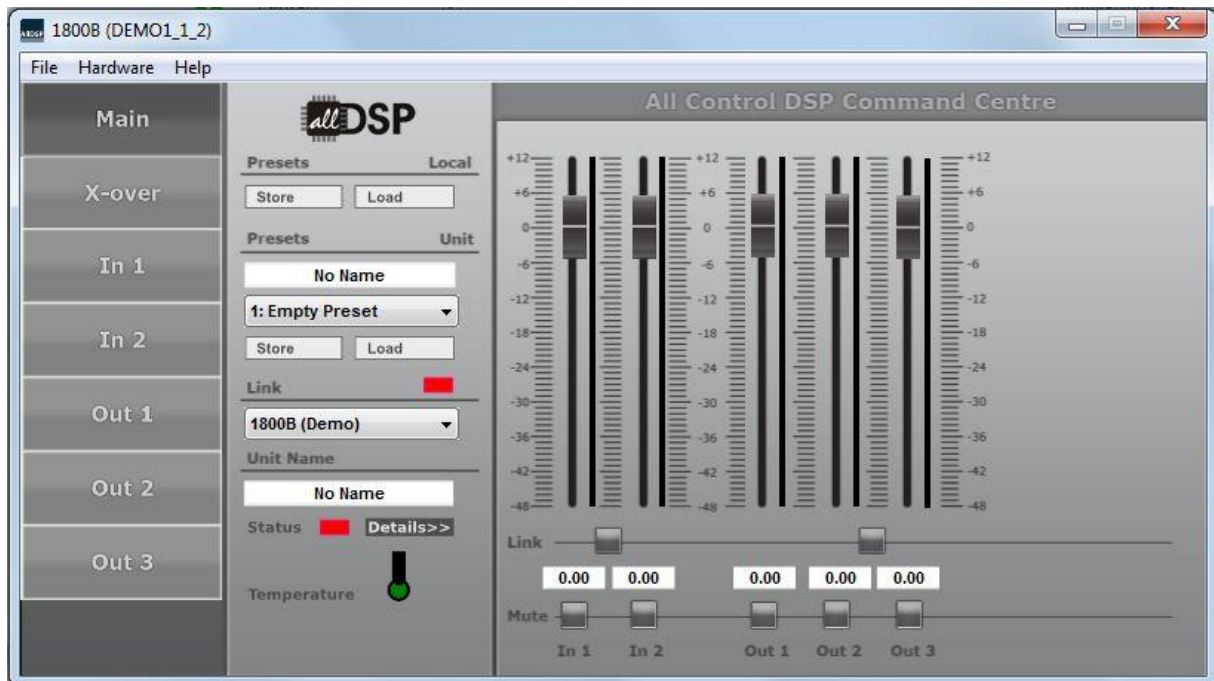 1800B (DEMO1_1_2)
File Hardware Help
Main
X-over
In 1
In 2
Out 1
Out 2
Out 3
all DSP
Presets Local
Store Load
Presets Unit
No Name
1: Empty Preset
Store Load
Link
1800B (Demo)
Unit Name
No Name
Status Details>>
Temperature
All Control DSP Command Centre
+12 +12 +12
+6 +6 +6
0 0 0
-6 -6 -6
-12 -12 -12
-18 -18 -18
-24 -24 -24
-30 -30 -30
-36 -36 -36
-42 -42 -42
-48 -48 -48
Link
0.00 0.00 0.00 0.00 0.00
Mute
In 1 In 2 Out 1 Out 2 Out 3